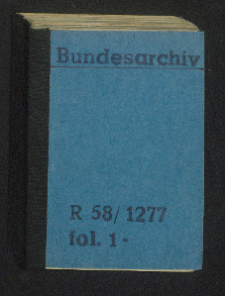 Bundesarchiv
R 58/1277
fol. 1-